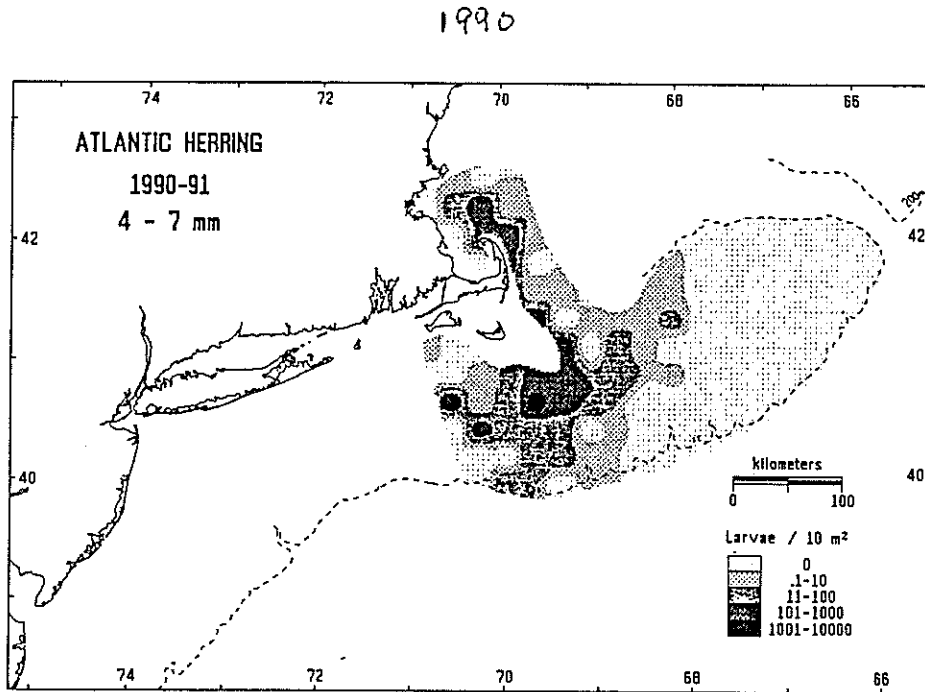 1990
74 72 70 68 66
ATLANTIC HERRING
1990-91
4 - 7 mm
200m
42 42
40 40
kilometers
0 100
Larvae / 10 m²
0
.1-10
11-100
101-1000
1001-10000
74 72 70 68 66